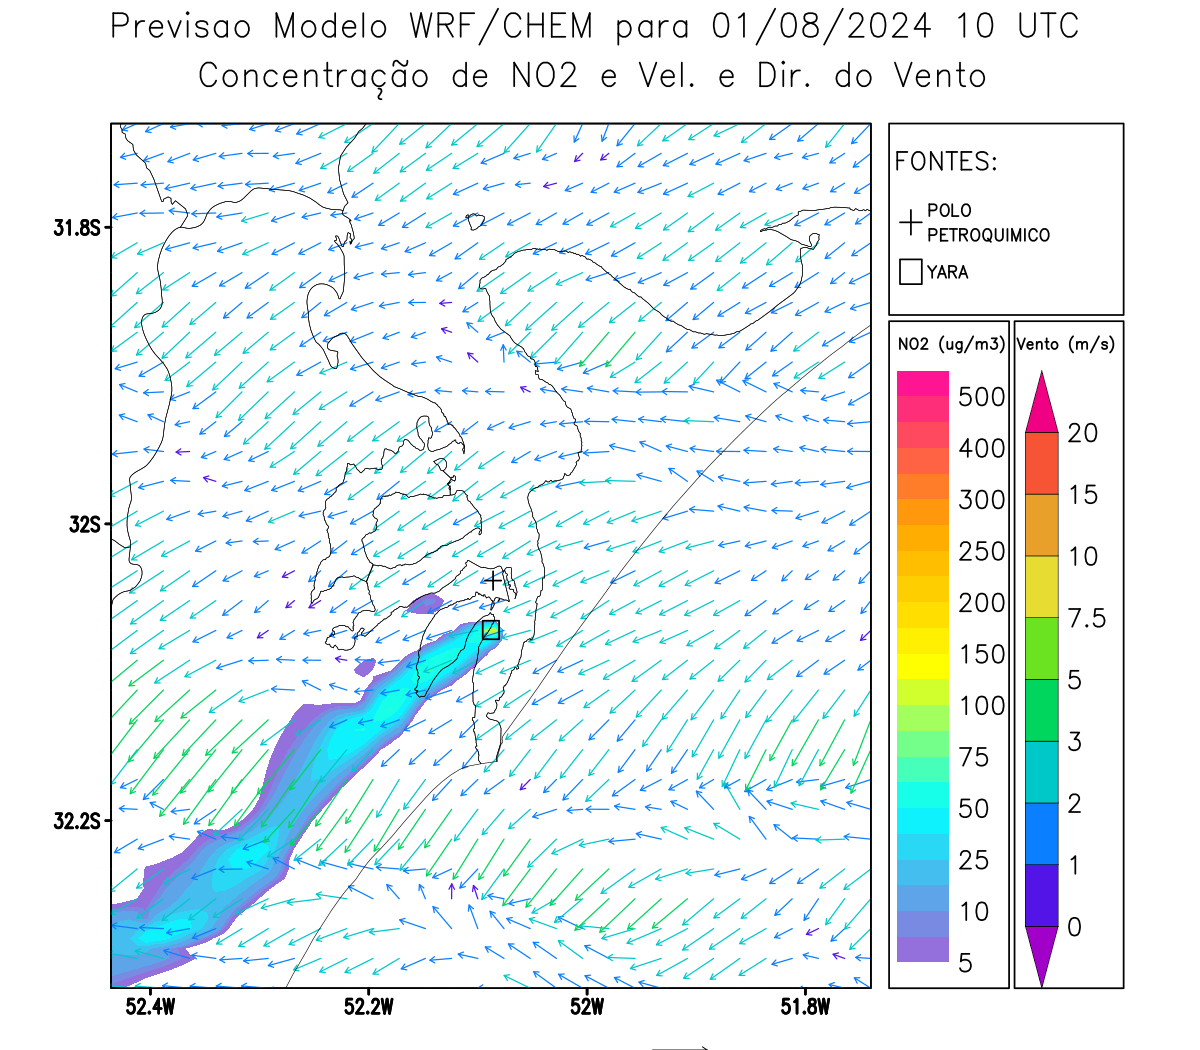 Previsao Modelo WRF/CHEM para 01/08/2024 10 UTC
Concentração de NO2 e Vel. e Dir. do Vento
FONTES:
POLO
PETROQUIMICO
YARA
NO2 (ug/m3)
500
400
300
250
200
150
100
75
50
25
10
5
Vento (m/s)
20
15
10
7.5
5
3
2
1
0
31.8S
32S
32.2S
52.4W
52.2W
52W
51.8W